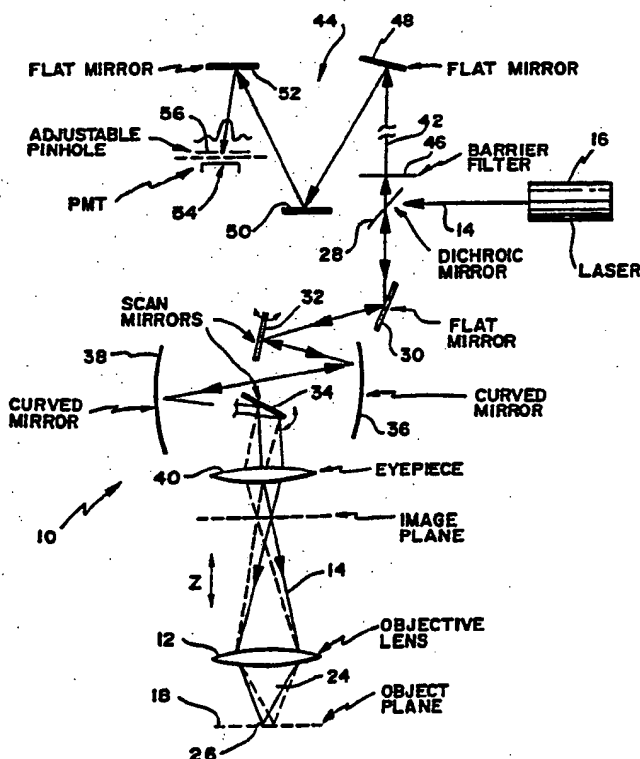 44
48
FLAT MIRROR
52
FLAT MIRROR
56
42
ADJUSTABLE
PINHOLE
46
BARRIER
FILTER
16
PMT
54
50
28
14
DICHROIC
MIRROR
LASER
SCAN
MIRRORS
32
FLAT
MIRROR
30
38
34
CURVED
MIRROR
36
CURVED
MIRROR
40
EYEPIECE
10
IMAGE
PLANE
Z
14
12
OBJECTIVE
LENS
24
18
OBJECT
PLANE
26